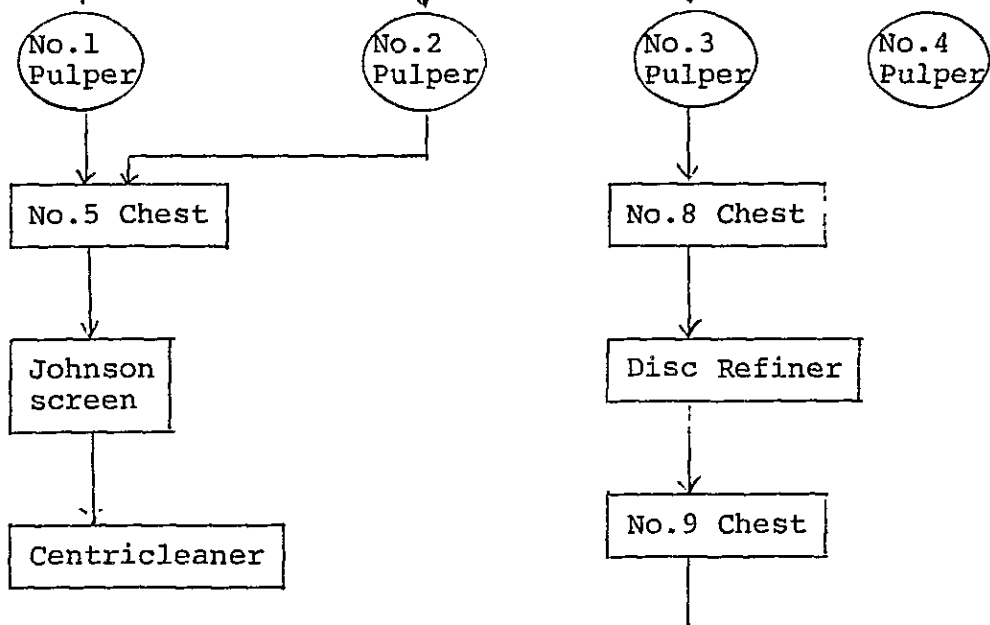 No.1
Pulper
No.2
Pulper
No.3
Pulper
No.4
Pulper
No.5 Chest
No.8 Chest
Johnson
screen
Disc Refiner
No.9 Chest
Centricleaner